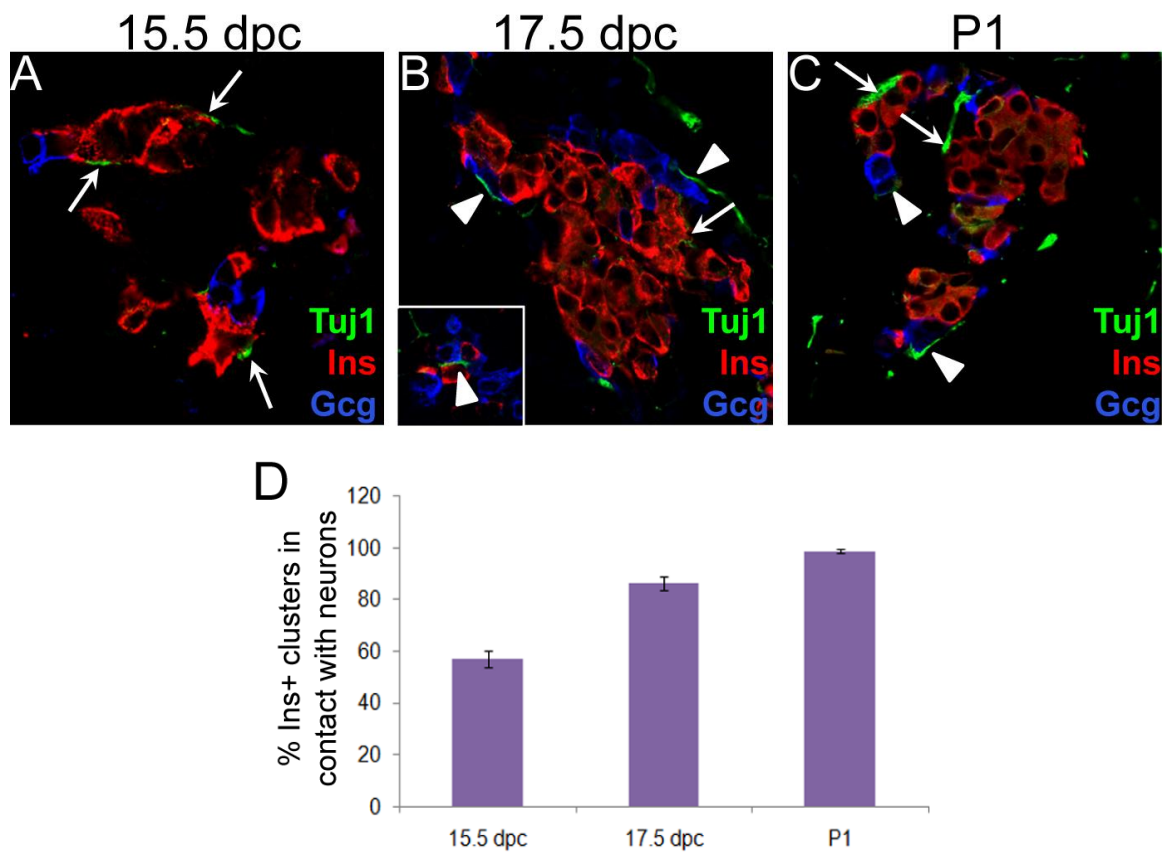 15.5 dpc
17.5 dpc
P1
A
B
C
Tuj1
Ins
Gcg
Tuj1
Ins
Gcg
Tuj1
Ins
Gcg
D
% Ins+ clusters in
contact with neurons
120
100
80
60
40
20
0
15.5 dpc
17.5 dpc
P1